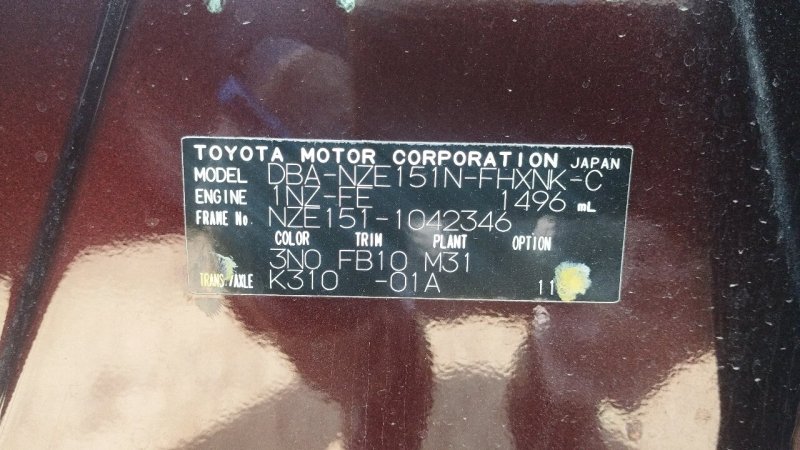 TOYOTA MOTOR CORPORATION JAPAN
MODEL DBA-NZE151N-FHXNK-C
ENGINE 1NZ-FE 1496 mL
FRAME No. NZE151-1042346
COLOR TRIM PLANT OPTION
3N0 FB10 M31
TRANS./AXLE K310 -01A